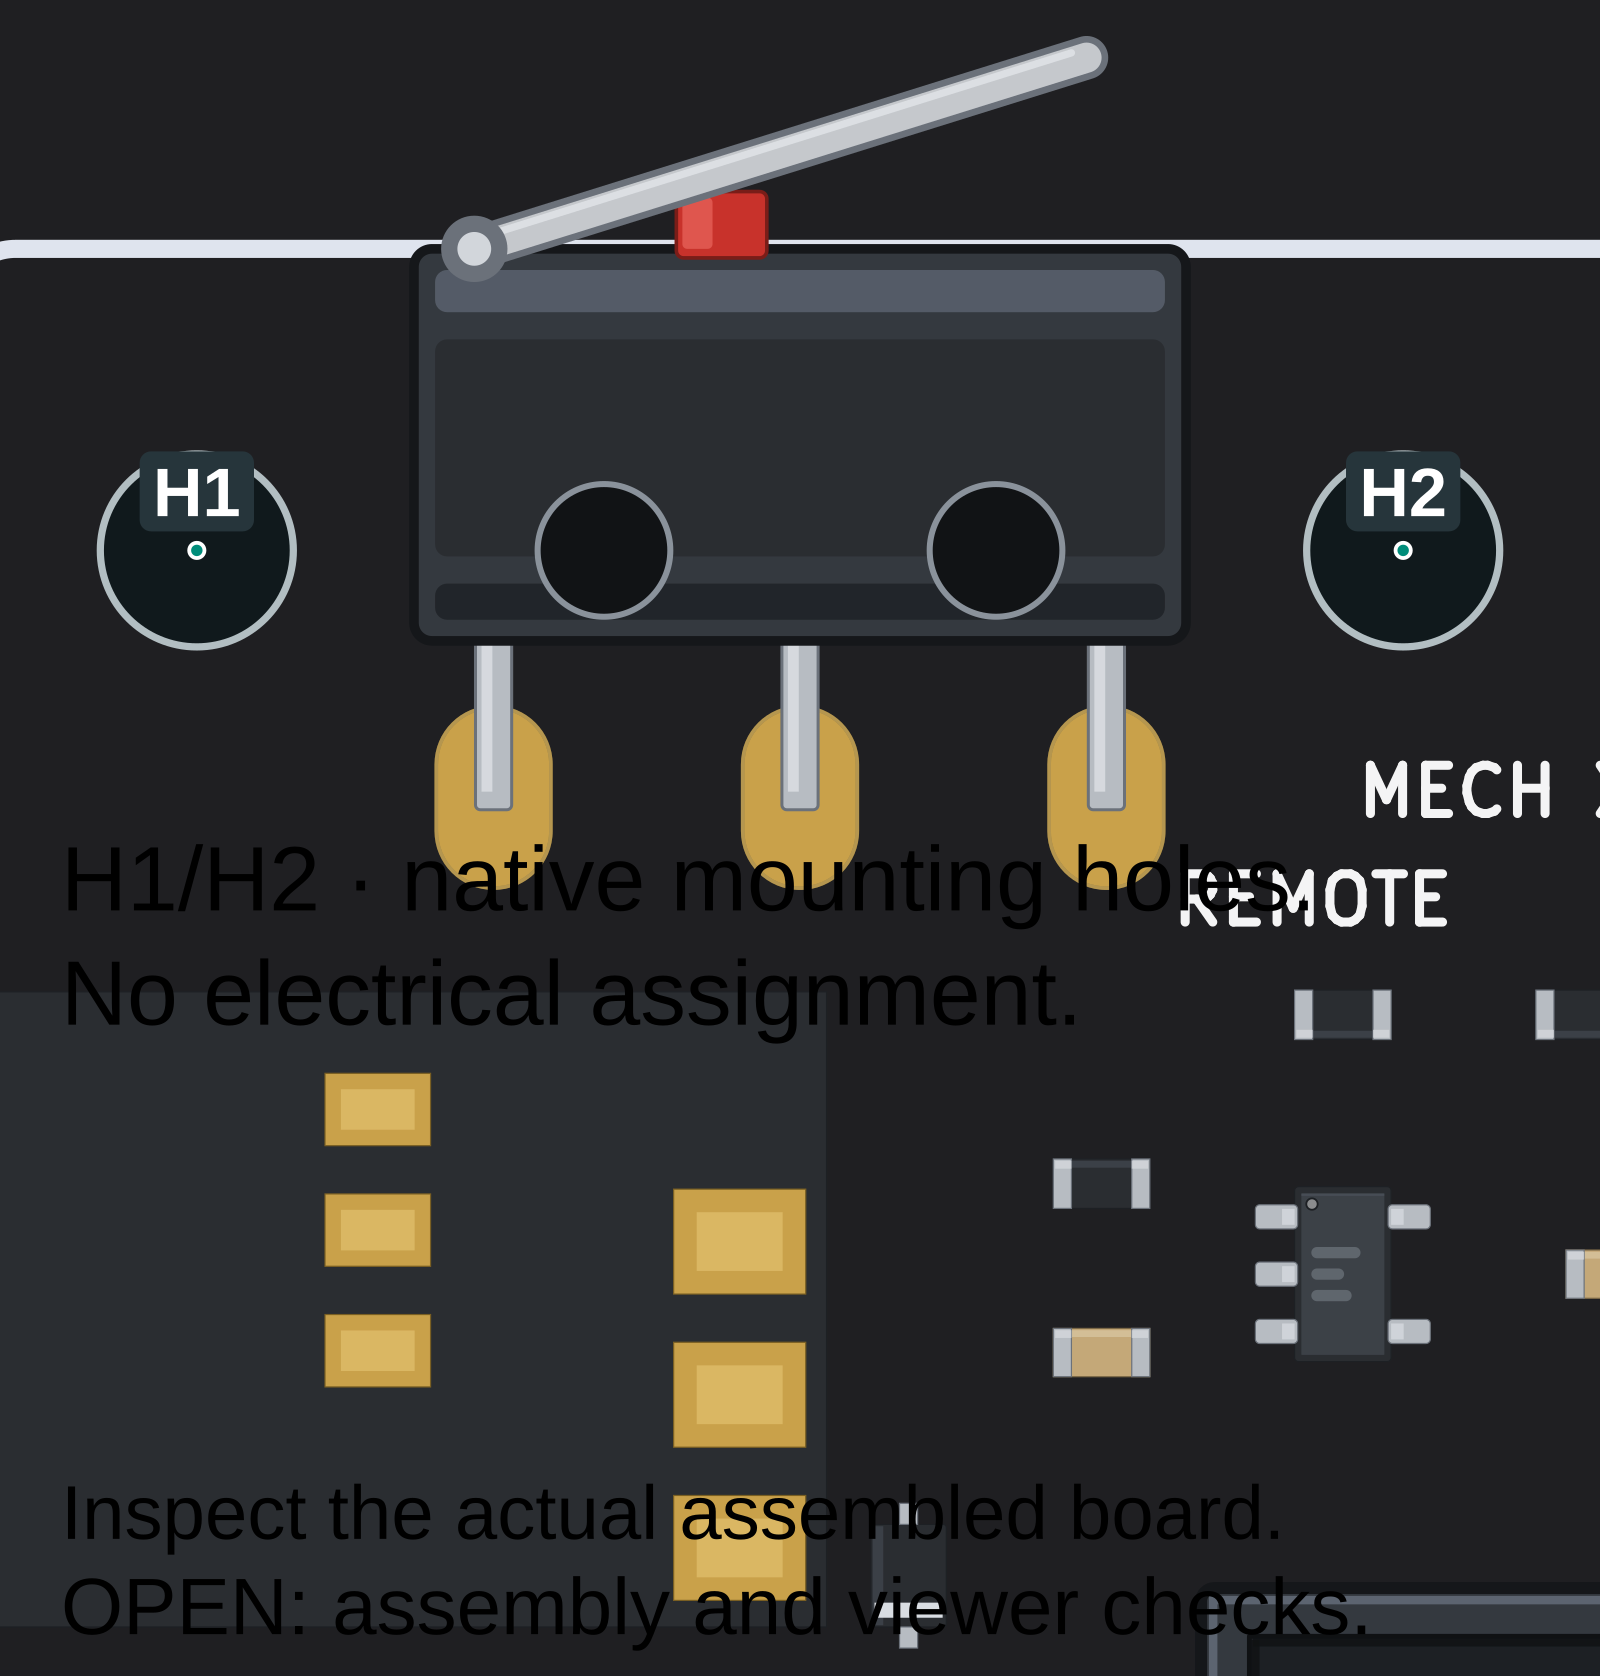 H1
H2
MECH
H1/H2 · native mounting holes.
REMOTE
No electrical assignment.
Inspect the actual assembled board.
OPEN: assembly and viewer checks.